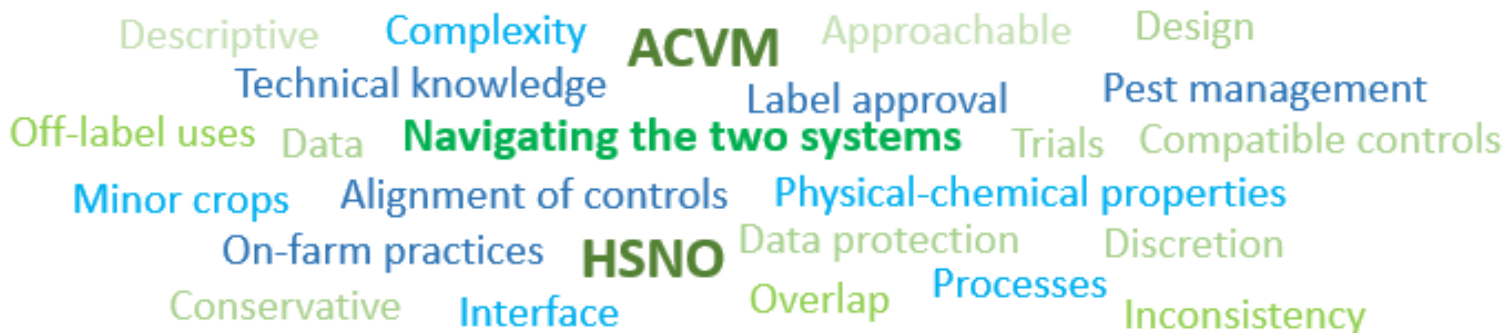 Descriptive Complexity ACVM Approachable Design
Technical knowledge Label approval Pest management
Off-label uses Data Navigating the two systems Trials Compatible controls
Minor crops Alignment of controls Physical-chemical properties
On-farm practices HSNO Data protection Discretion
Conservative Interface Overlap Processes Inconsistency